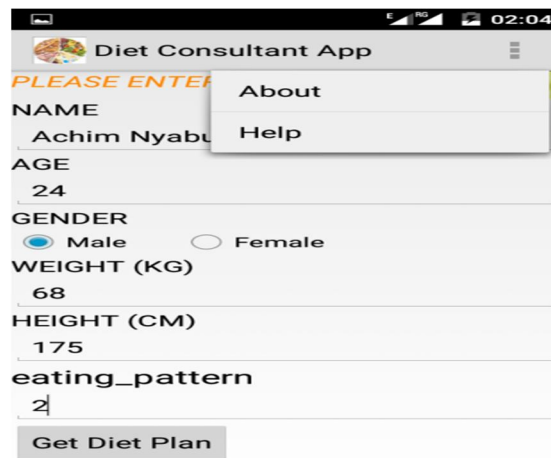 E RG 02:04
Diet Consultant App
PLEASE ENTER
About
NAME
Achim Nyabu
Help
AGE
24
GENDER
Male Female
WEIGHT (KG)
68
HEIGHT (CM)
175
eating_pattern
2
Get Diet Plan